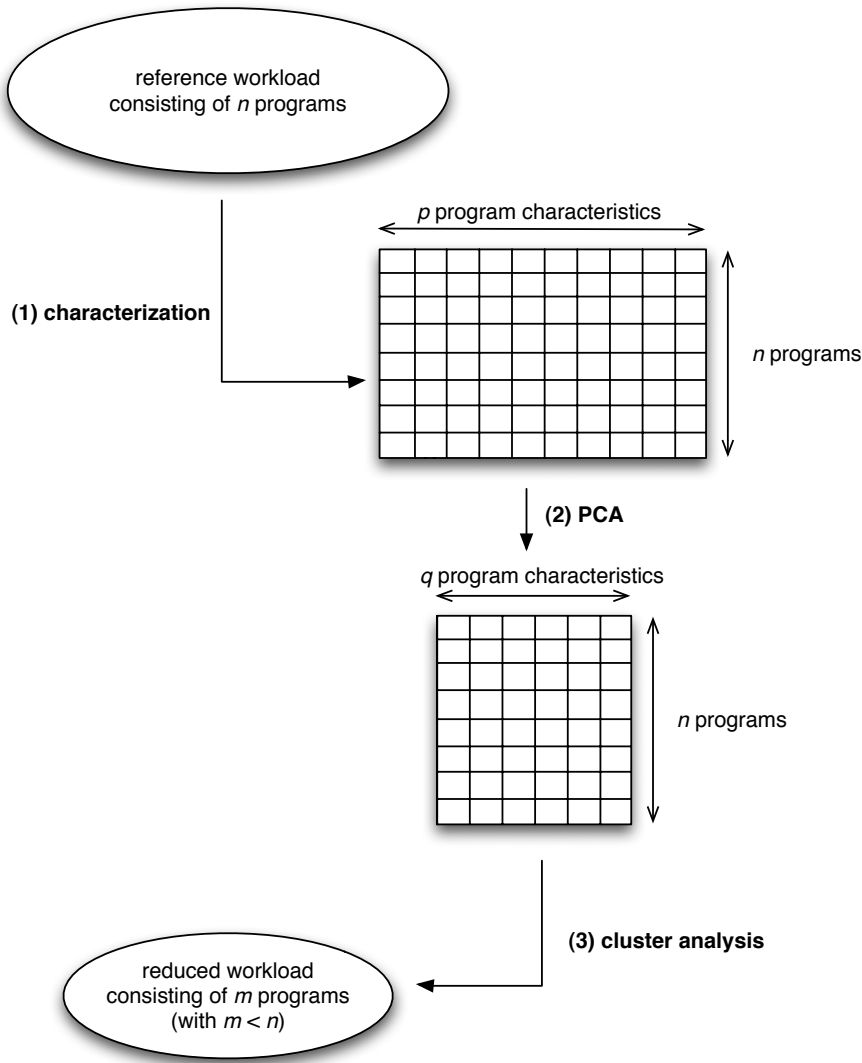 reference workload
consisting of n programs
p program characteristics
(1) characterization
n programs
(2) PCA
q program characteristics
n programs
(3) cluster analysis
reduced workload
consisting of m programs
(with m < n)